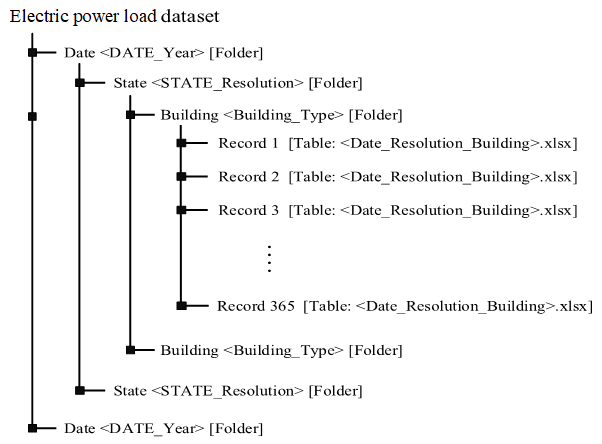 Electric power load dataset
Date <DATE_Year> [Folder]
State <STATE_Resolution> [Folder]
Building <Building_Type> [Folder]
Record 1 [Table: <Date_Resolution_Building>.xlsx]
Record 2 [Table: <Date_Resolution_Building>.xlsx]
Record 3 [Table: <Date_Resolution_Building>.xlsx]
Record 365 [Table: <Date_Resolution_Building>.xlsx]
Building <Building_Type> [Folder]
State <STATE_Resolution> [Folder]
Date <DATE_Year> [Folder]